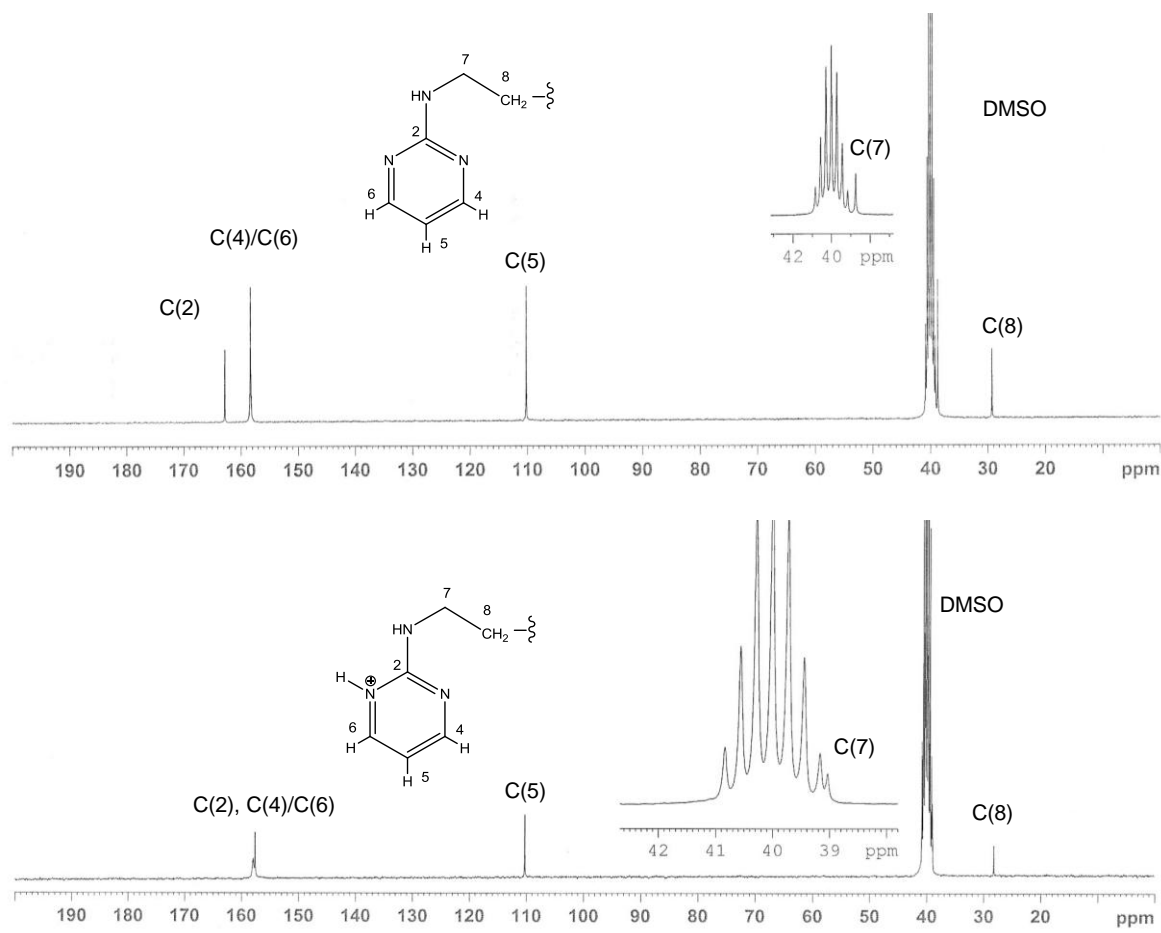 7
8
HN
CH2
2
N N
6 4
H H
H 5
DMSO
C(7)
42 40 ppm
C(4)/C(6)
C(2)
C(5)
C(8)
190 180 170 160 150 140 130 120 110 100 90 80 70 60 50 40 30 20 ppm
7
8
HN
CH2
2
H
N N
6 4
H H
H 5
DMSO
C(7)
42 41 40 39 ppm
C(2), C(4)/C(6)
C(5)
C(8)
190 180 170 160 150 140 130 120 110 100 90 80 70 60 50 40 30 20 ppm